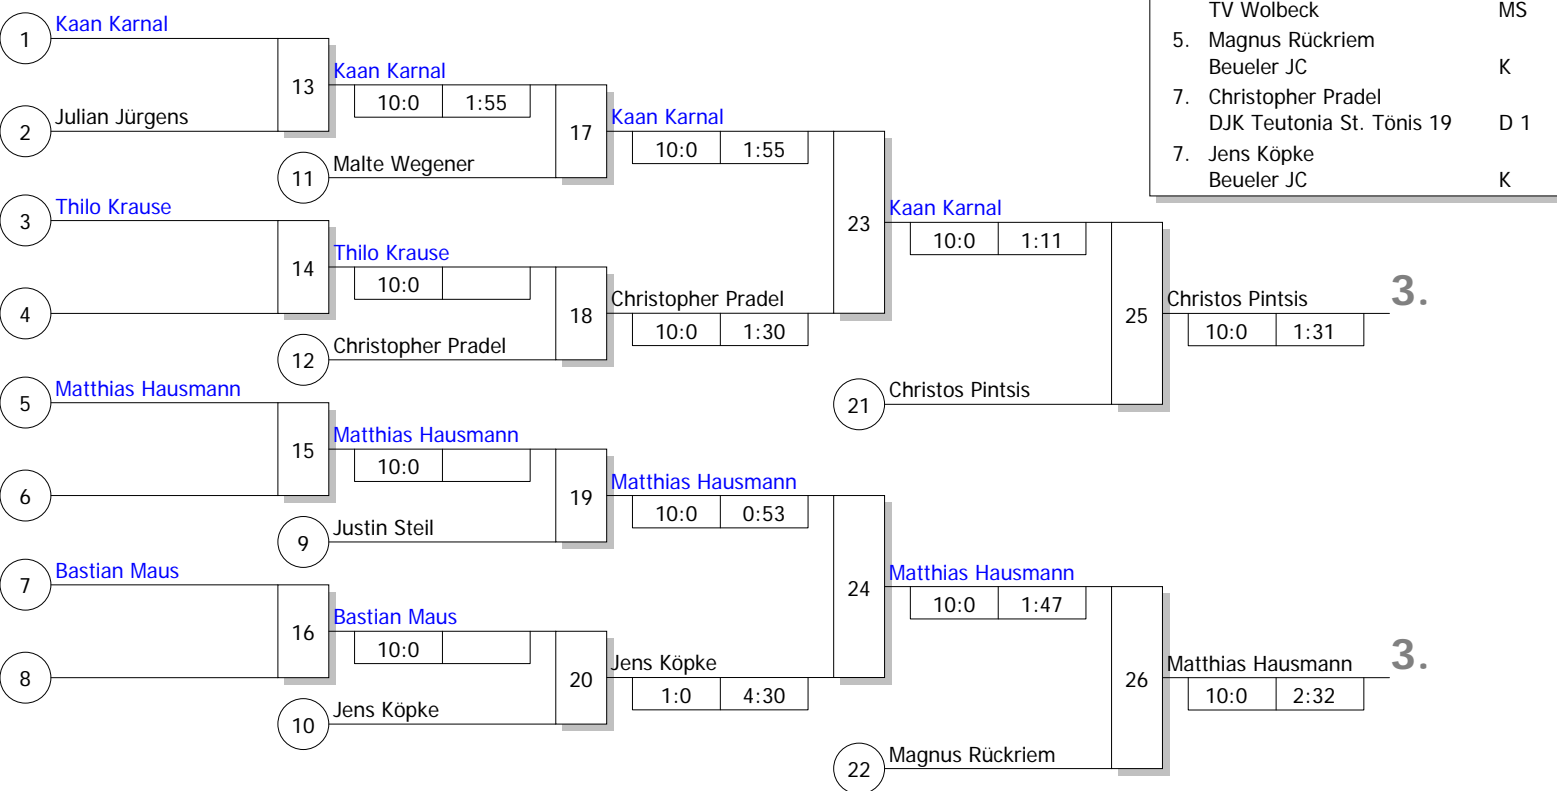 TV Wolbeck MS
5. Magnus Rückriem
Beueler JC K
7. Christopher Pradel
DJK Teutonia St. Tönis 19 D 1
7. Jens Köpke
Beueler JC K
1 Kaan Karnal
13
Kaan Karnal
10:0 1:55
2 Julian Jürgens
17
Kaan Karnal
10:0 1:55
11 Malte Wegener
3 Thilo Krause
23
Kaan Karnal
10:0 1:11
14
Thilo Krause
10:0
4
18
Christopher Pradel
10:0 1:30
25
Christos Pintsis
10:0 1:31
3.
12 Christopher Pradel
5 Matthias Hausmann
21 Christos Pintsis
15
Matthias Hausmann
10:0
6
19
Matthias Hausmann
10:0 0:53
9 Justin Steil
7 Bastian Maus
24
Matthias Hausmann
10:0 1:47
16
Bastian Maus
10:0
8
20
Jens Köpke
1:0 4:30
26
Matthias Hausmann
10:0 2:32
3.
10 Jens Köpke
22 Magnus Rückriem